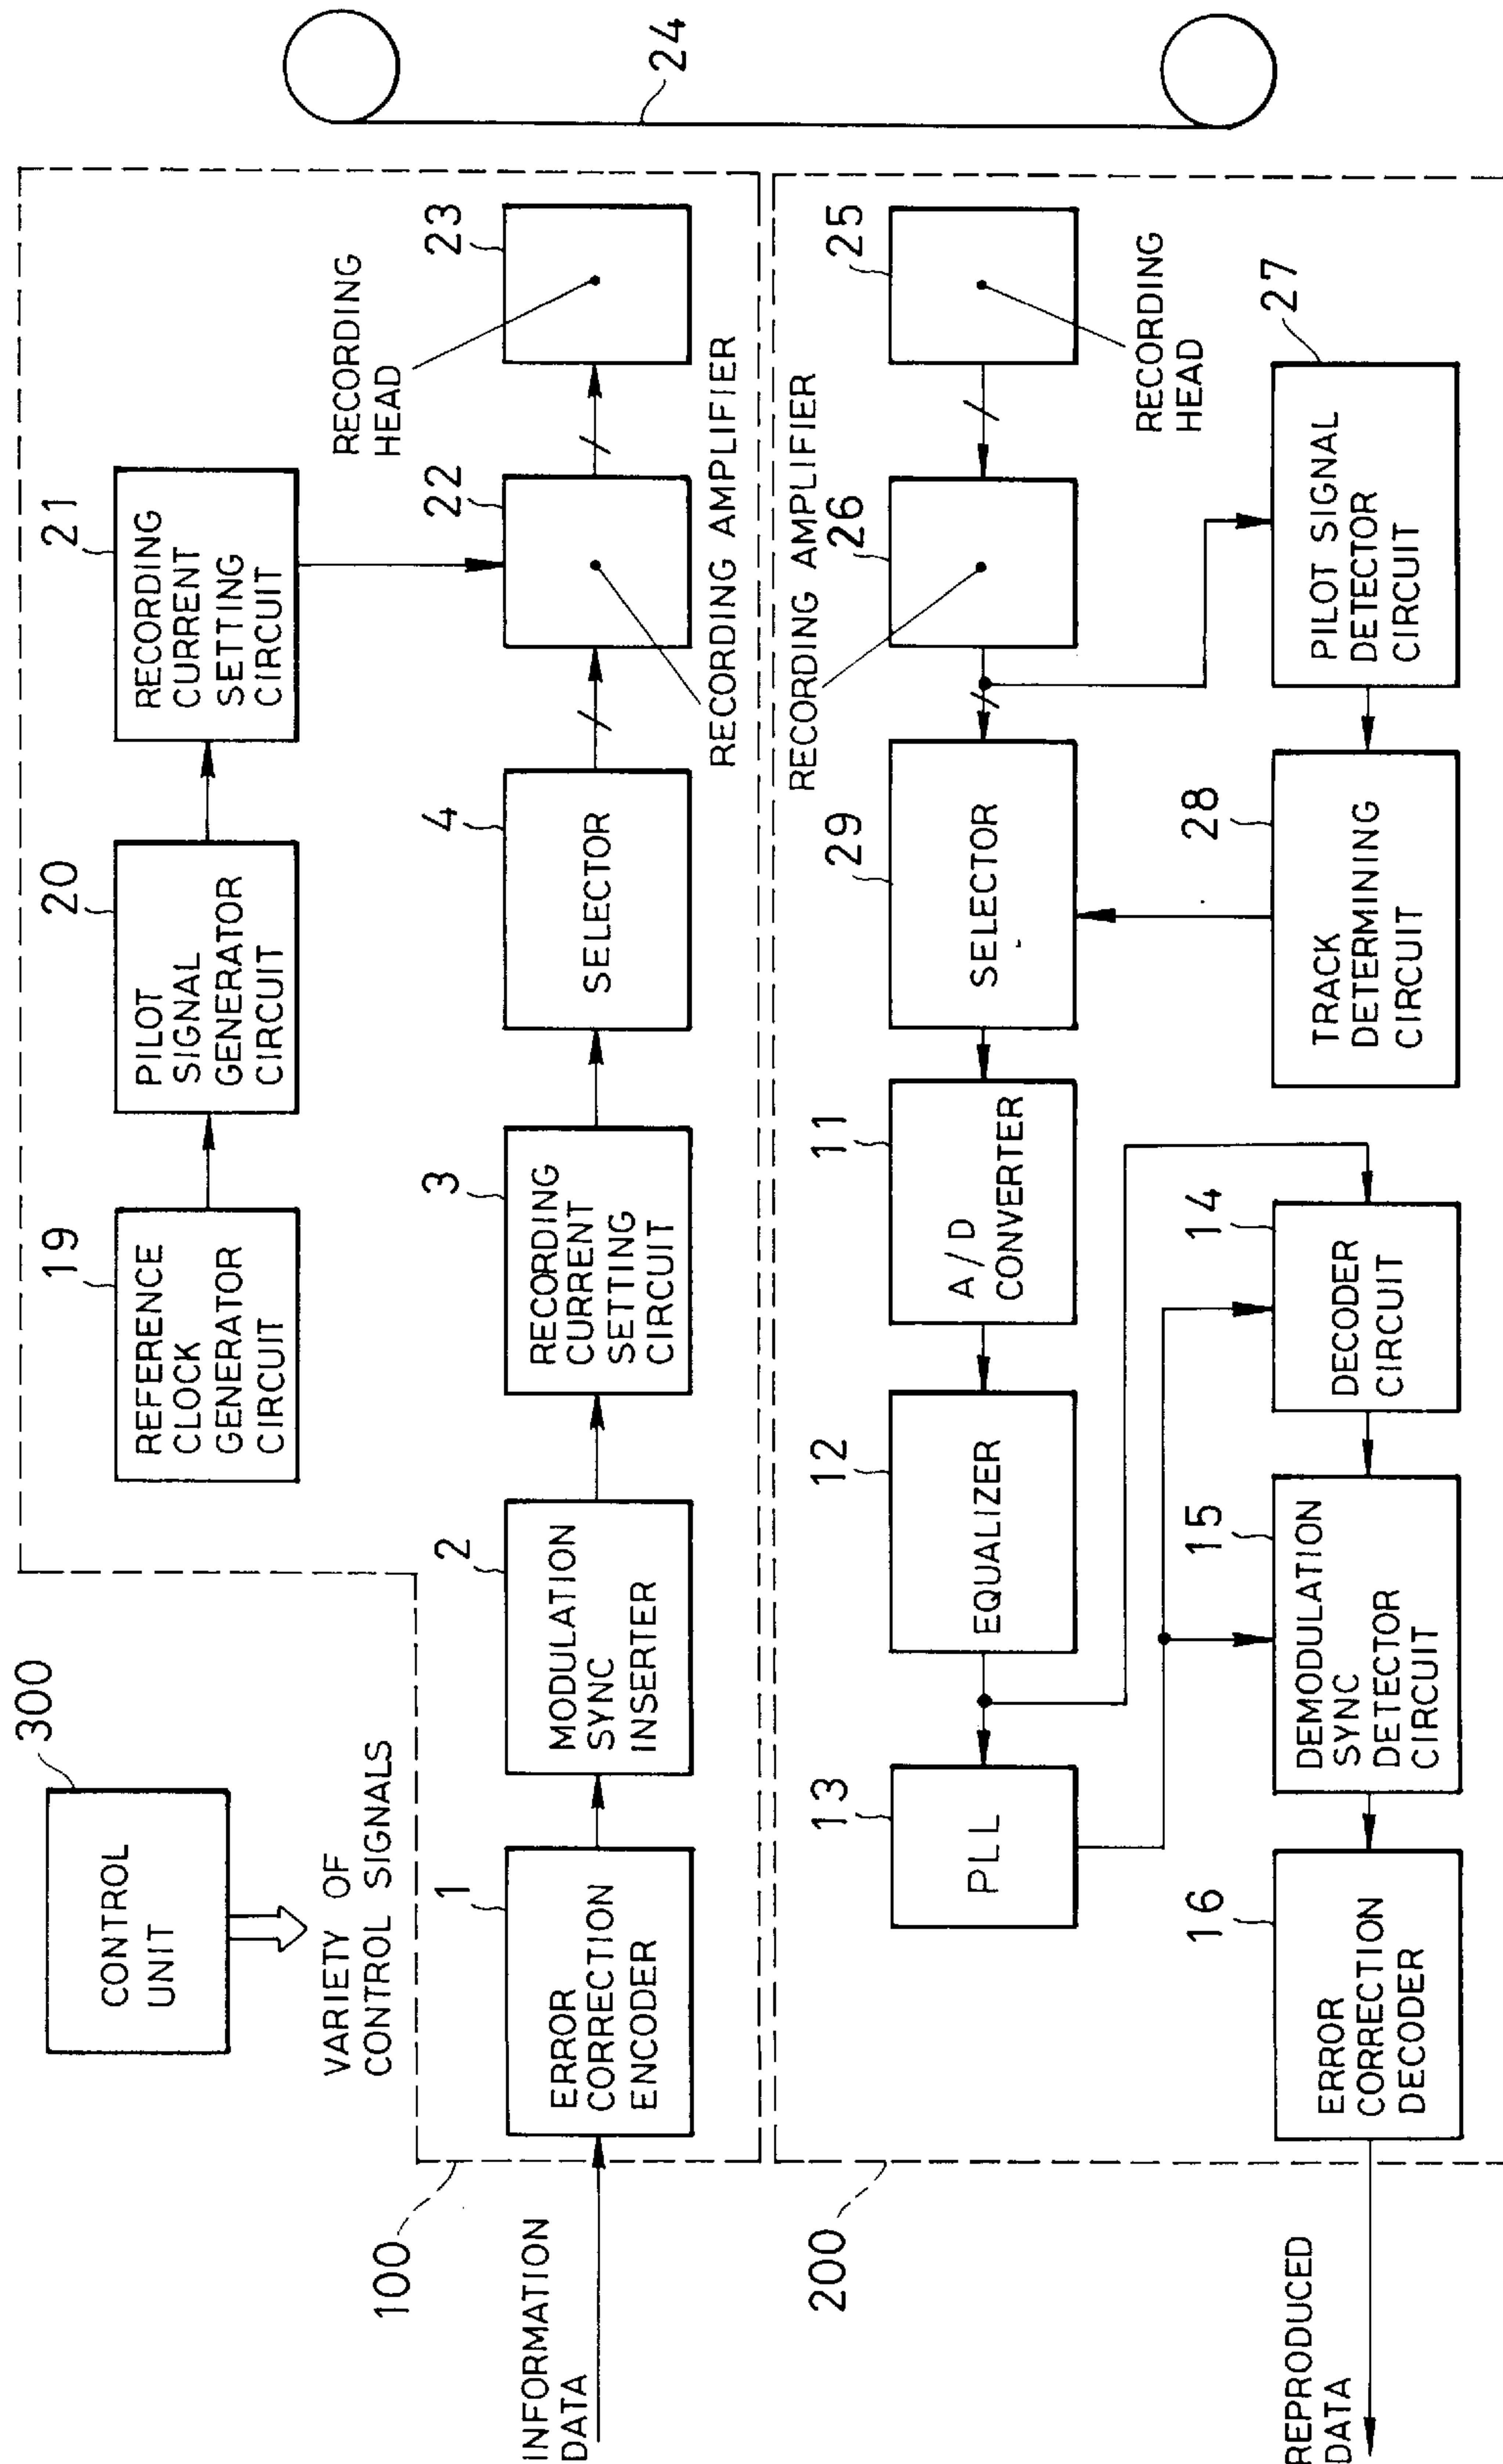 300
CONTROL
UNIT
VARIETY OF
CONTROL SIGNALS
19
REFERENCE
CLOCK
GENERATOR
CIRCUIT
20
PILOT
SIGNAL
GENERATOR
CIRCUIT
21
RECORDING
CURRENT
SETTING
CIRCUIT
100
INFORMATION
DATA
1
ERROR
CORRECTION
ENCODER
2
MODULATION
SYNC
INSERTER
3
RECORDING
CURRENT
SETTING
CIRCUIT
4
SELECTOR
22
RECORDING AMPLIFIER
RECORDING
HEAD
23
24
200
13
PLL
12
EQUALIZER
11
A/D
CONVERTER
29
SELECTOR
RECORDING AMPLIFIER
26
25
RECORDING
HEAD
REPRODUCED
DATA
16
ERROR
CORRECTION
DECODER
15
DEMODULATION
SYNC
DETECTOR
CIRCUIT
14
DECODER
CIRCUIT
28
TRACK
DETERMINING
CIRCUIT
27
PILOT SIGNAL
DETECTOR
CIRCUIT